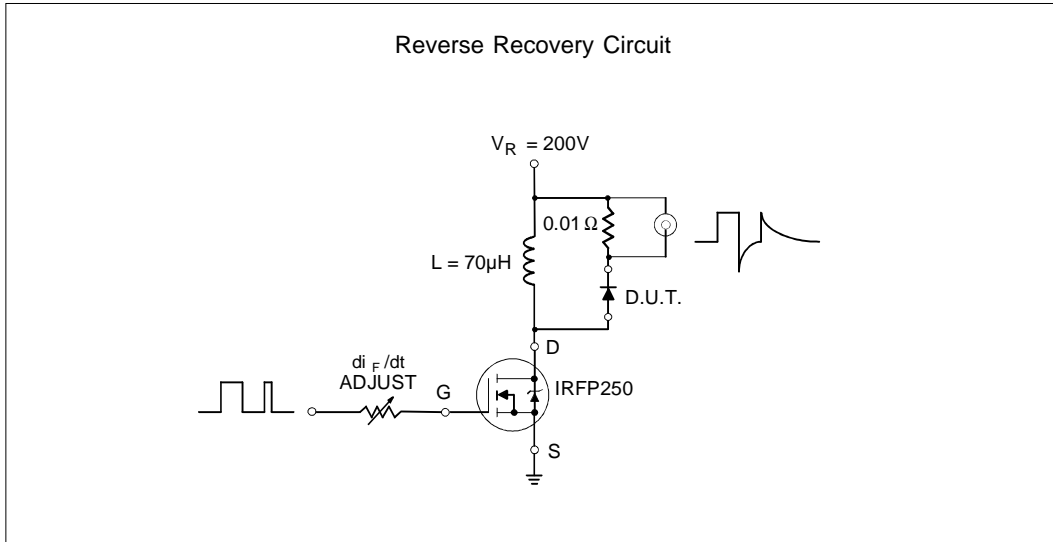 Reverse Recovery Circuit
V_R = 200V
0.01 Ω
L = 70µH
D.U.T.
di_F/dt
ADJUST
G
D
IRFP250
S